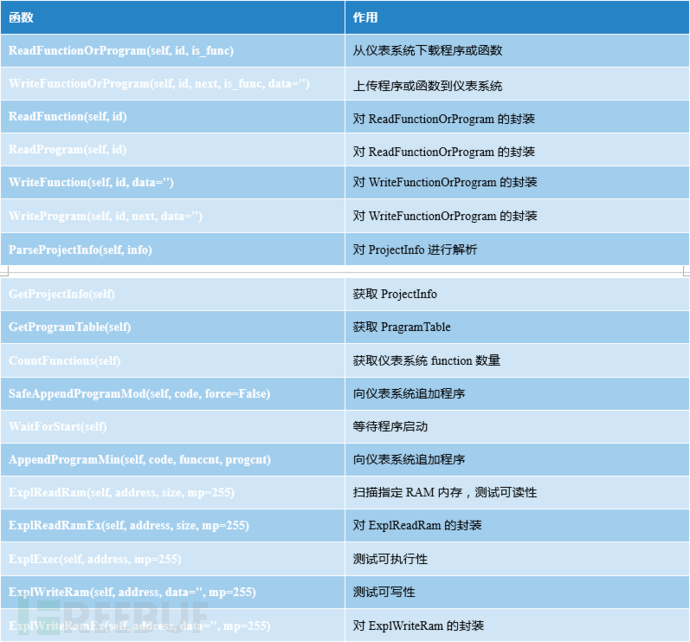 函数 作用
ReadFunctionOrProgram(self, id, is_func) 从仪表系统下载程序或函数
WriteFunctionOrProgram(self, id, next, is_func, data='') 上传程序或函数到仪表系统
ReadFunction(self, id) 对 ReadFunctionOrProgram 的封装
ReadProgram(self, id) 对 ReadFunctionOrProgram 的封装
WriteFunction(self, id, data='') 对 WriteFunctionOrProgram 的封装
WriteProgram(self, id, next, data='') 对 WriteFunctionOrProgram 的封装
ParseProjectInfo(self, info) 对 ProjectInfo 进行解析
GetProjectInfo(self) 获取 ProjectInfo
GetProgramTable(self) 获取 PragramTable
CountFunctions(self) 获取仪表系统 function 数量
SafeAppendProgramMod(self, code, force=False) 向仪表系统追加程序
WaitForStart(self) 等待程序启动
AppendProgramMin(self, code, funccnt, progcnt) 向仪表系统追加程序
ExplReadRam(self, address, size, mp=255) 扫描指定 RAM 内存，测试可读性
ExplReadRamEx(self, address, size, mp=255) 对 ExplReadRam 的封装
ExplExec(self, address, mp=255) 测试可执行性
ExplWriteRam(self, address, data='', mp=255) 测试可写性
ExplWriteRamEx(self, address, data='', mp=255) 对 ExplWriteRam 的封装
FREEBUF